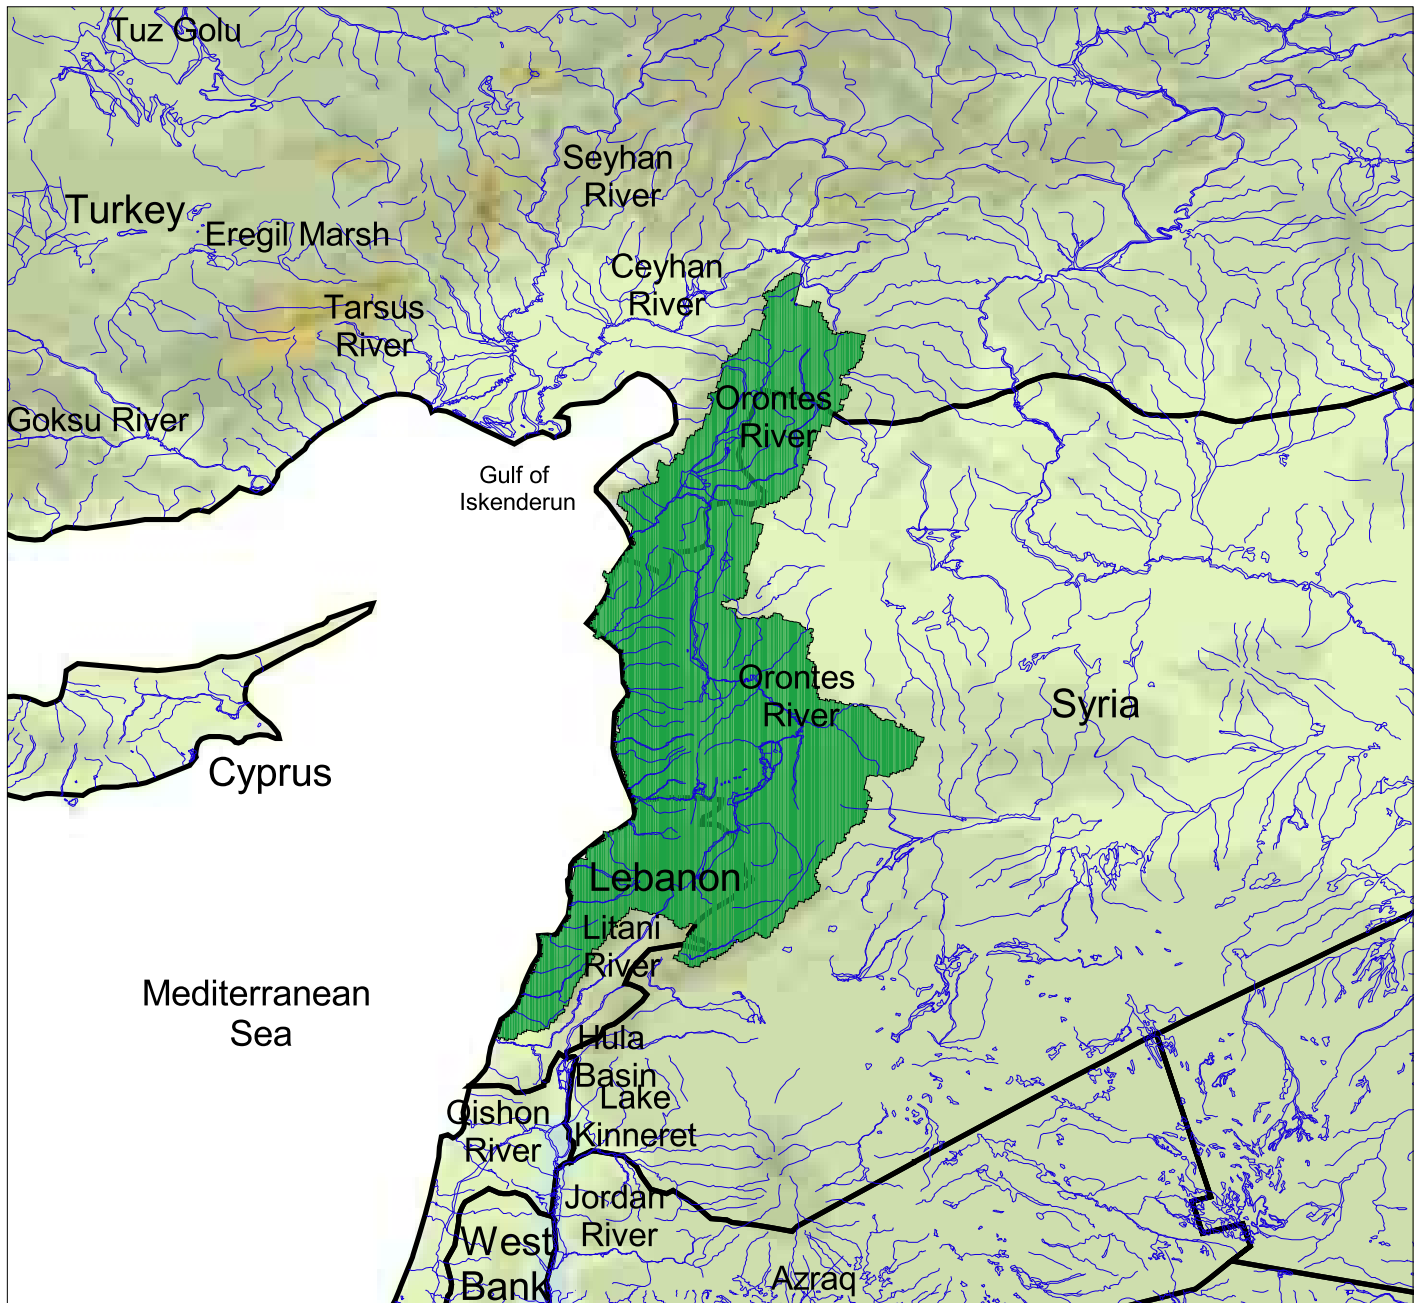 Tuz Golu
Seyhan
River
Turkey
Eregil Marsh
Ceyhan
River
Tarsus
River
Orontes
River
Goksu River
Gulf of
Iskenderun
Orontes
River
Syria
Cyprus
Lebanon
Litani
River
Mediterranean
Sea
Hula
Basin
Lake
Kinneret
Qishon
River
Jordan
River
West
Bank
Azraq